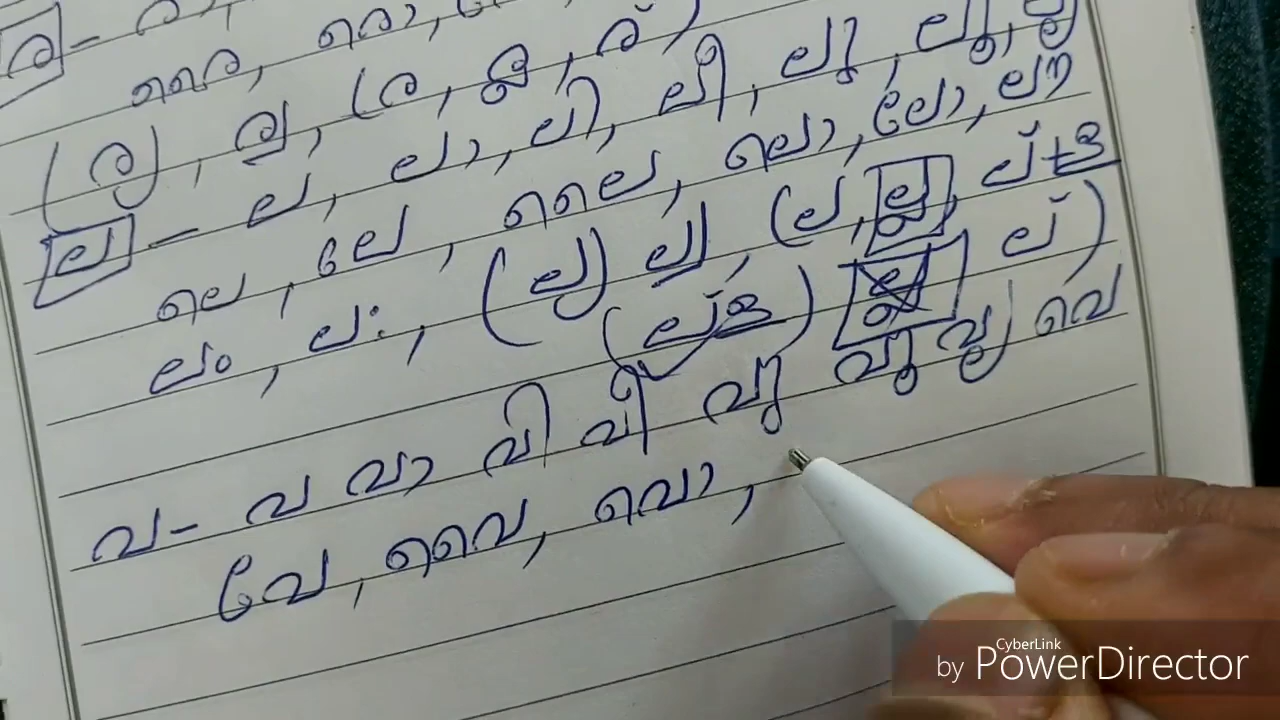 ര - രാ,
രൈ, രൊ,
(രൃ), ര്യ, (ര, രൂ, ര്)
ല - ല, ലാ, ലി, ലീ, ലു, ലൂ, ലൃ
ലെ, ലേ, ലൈ, ലൊ, ലോ, ലൗ
ലം, ലഃ, (ല്യ) ല്യ, (ല, ല്ല, ല് + ള
(ല്ള) ല്ല ല്)
വ - വ വാ വി വീ വു വൂ വൃ വെ
വേ, വൈ, വൊ,
CyberLink
by PowerDirector